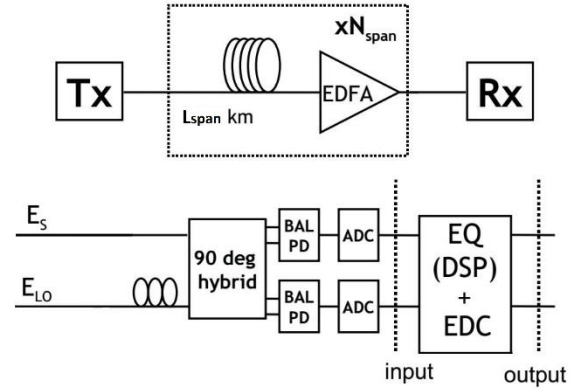 xN_span
Tx
EDFA
Rx
Lspan km
E_S
90 deg
hybrid
BAL
PD
ADC
E_LO
BAL
PD
ADC
EQ
(DSP)
+
EDC
input
output